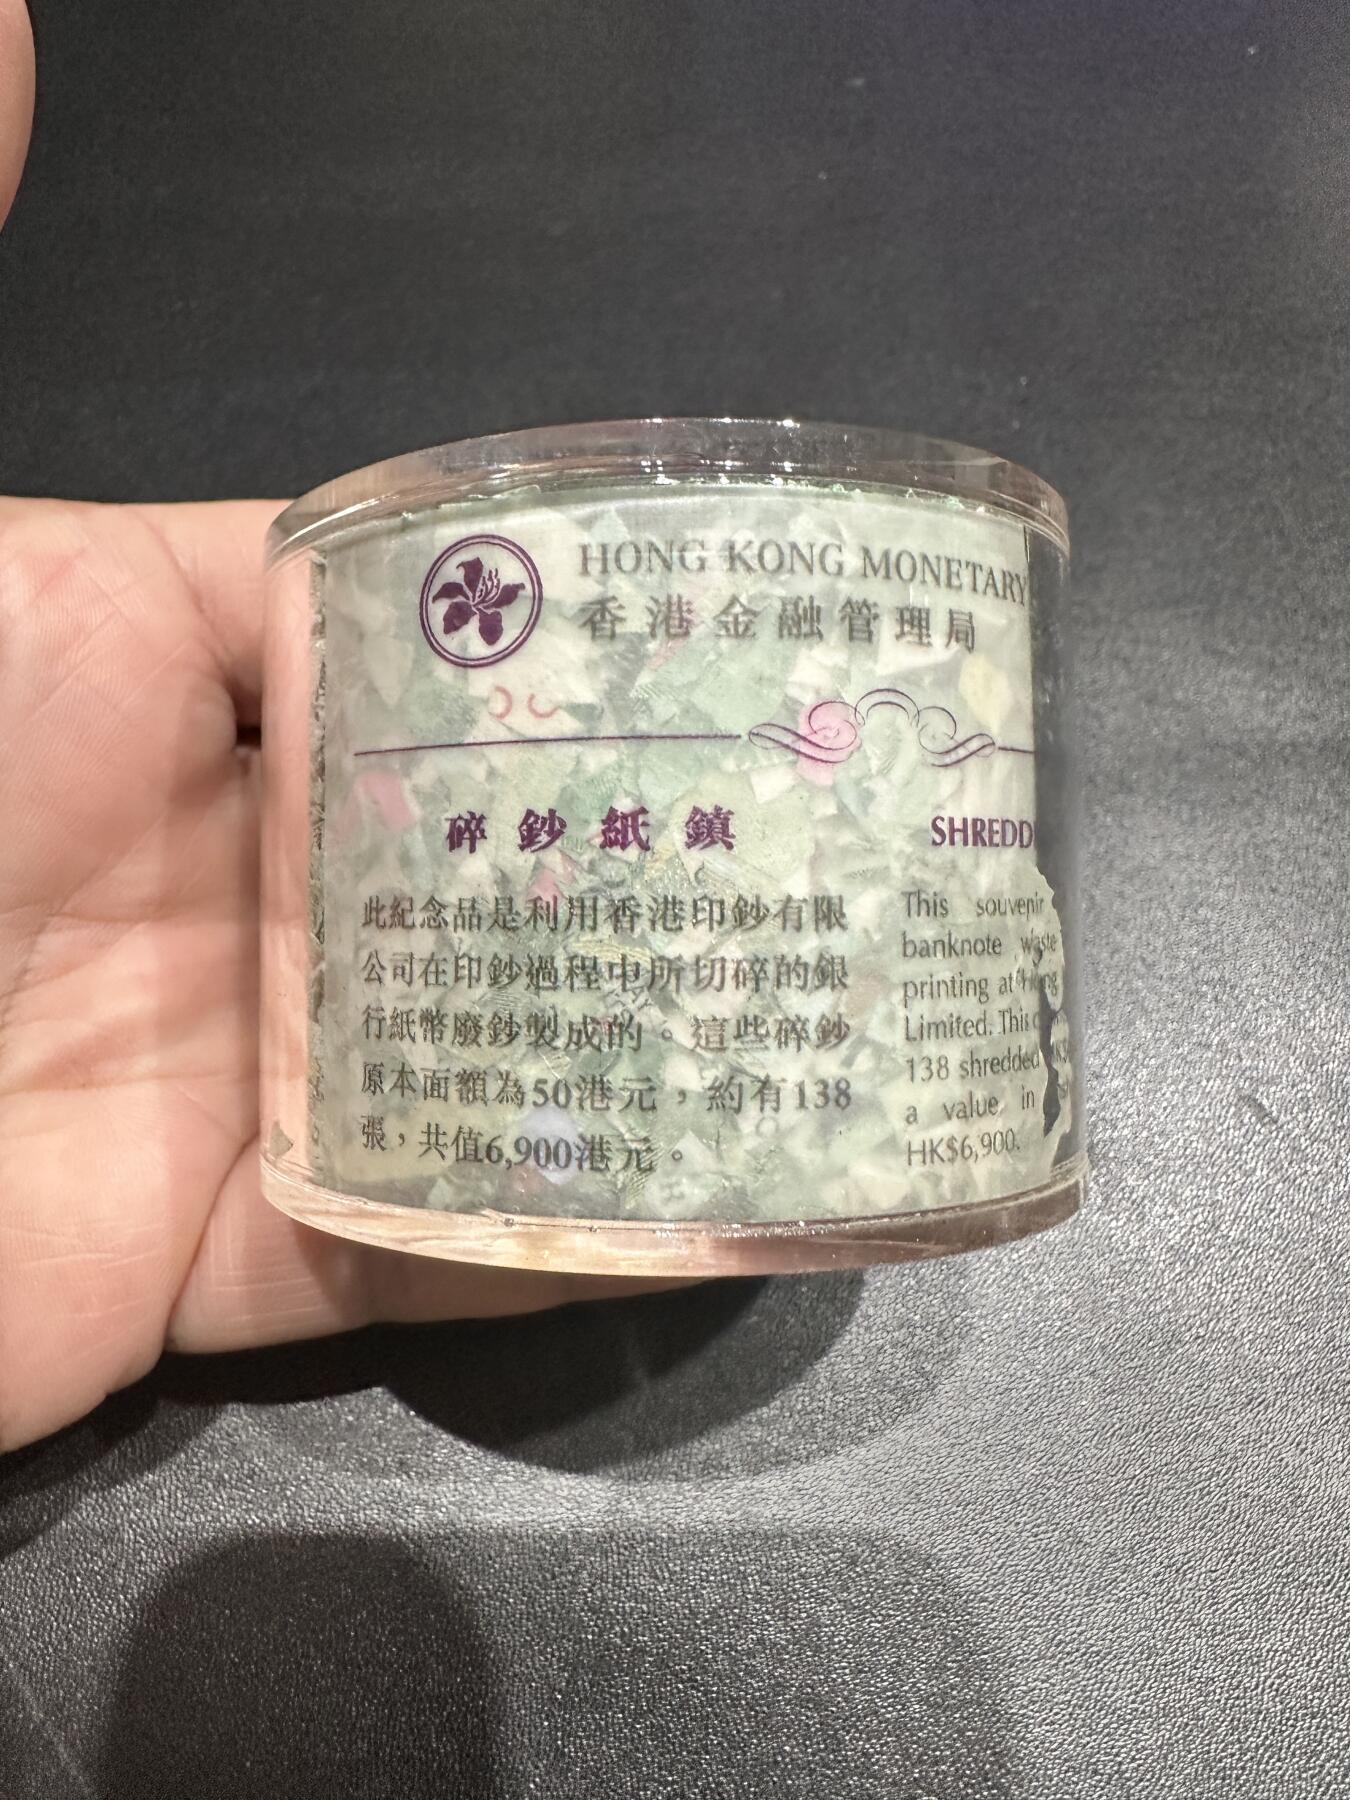 HONG KONG MONETARY
香港金融管理局
碎鈔紙鎮
此紀念品是利用香港印鈔有限
公司在印鈔過程中所切碎的銀
行紙幣廢鈔製成的。這些碎鈔
原本面額為50港元，約有138
張，共值6,900港元。
SHREDD
This souvenir
banknote waste
printing at
Limited. This
138 shredded
a value in
HK$6,900.